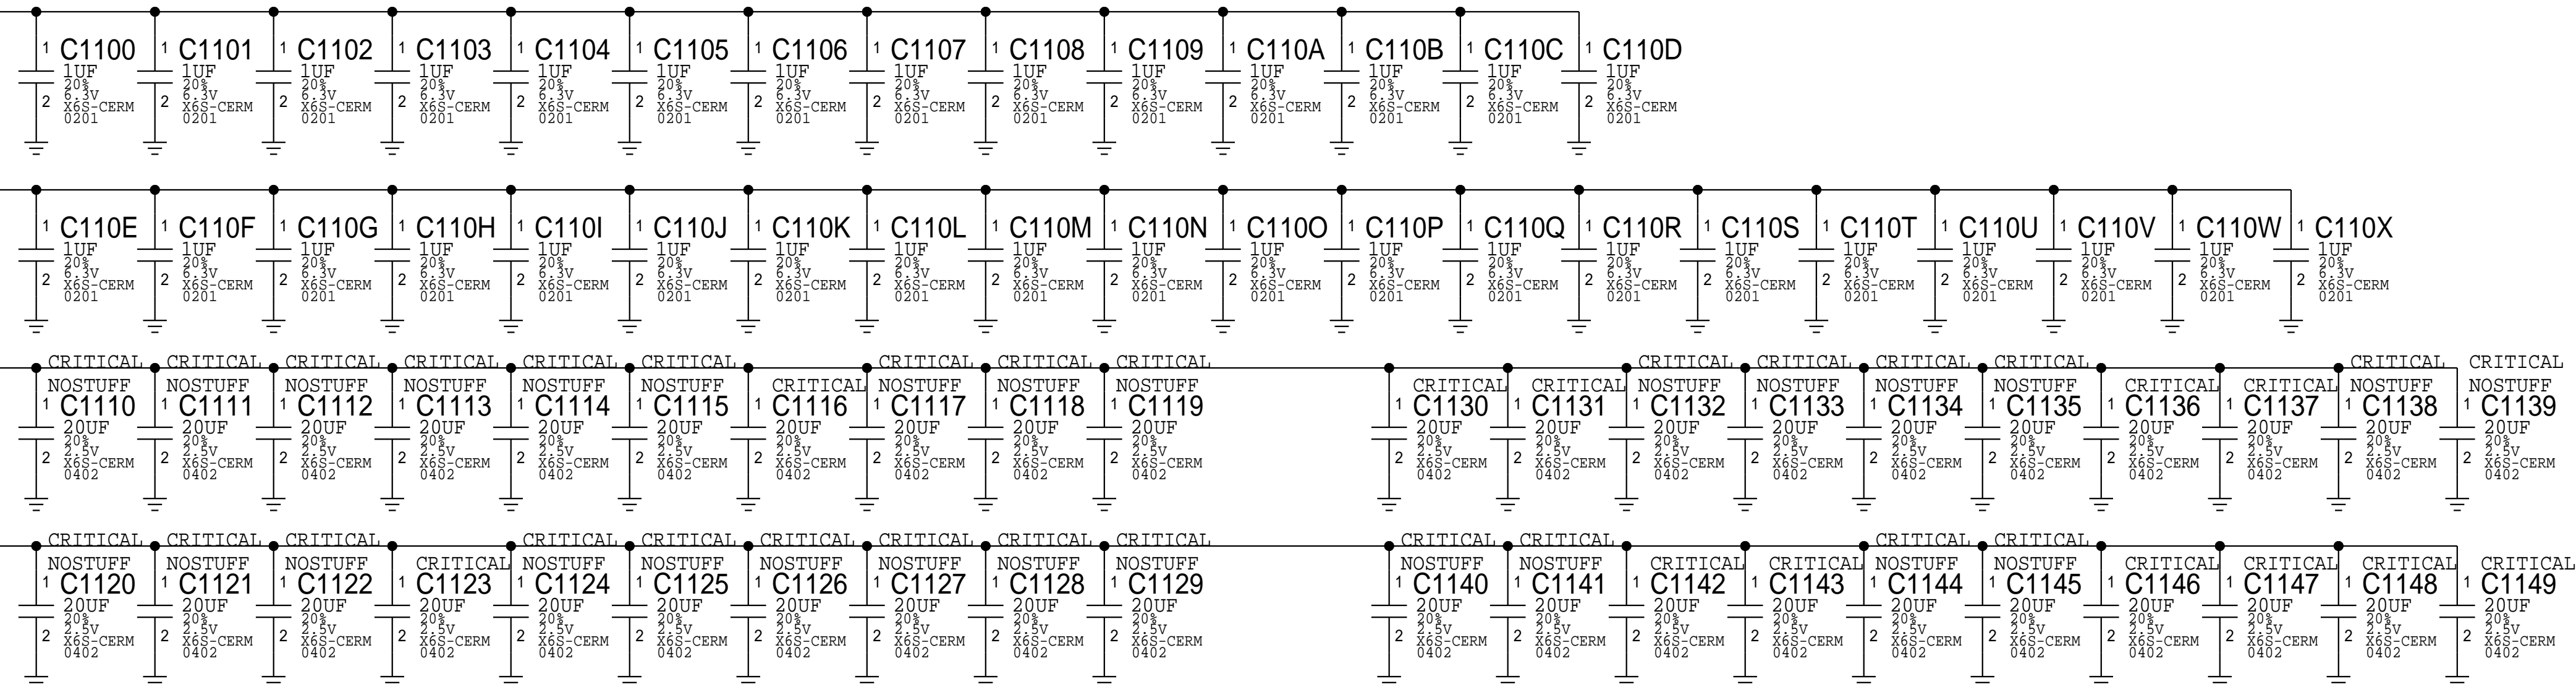 1 C1100 1 C1101 1 C1102 1 C1103 1 C1104 1 C1105 1 C1106 1 C1107 1 C1108 1 C1109 1 C110A 1 C110B 1 C110C 1 C110D
1UF 1UF 1UF 1UF 1UF 1UF 1UF 1UF 1UF 1UF 1UF 1UF 1UF 1UF
20% 20% 20% 20% 20% 20% 20% 20% 20% 20% 20% 20% 20% 20%
6.3V 6.3V 6.3V 6.3V 6.3V 6.3V 6.3V 6.3V 6.3V 6.3V 6.3V 6.3V 6.3V 6.3V
2 X6S-CERM 2 X6S-CERM 2 X6S-CERM 2 X6S-CERM 2 X6S-CERM 2 X6S-CERM 2 X6S-CERM 2 X6S-CERM 2 X6S-CERM 2 X6S-CERM 2 X6S-CERM 2 X6S-CERM 2 X6S-CERM 2 X6S-CERM
0201 0201 0201 0201 0201 0201 0201 0201 0201 0201 0201 0201 0201 0201
1 C110E 1 C110F 1 C110G 1 C110H 1 C110I 1 C110J 1 C110K 1 C110L 1 C110M 1 C110N 1 C110O 1 C110P 1 C110Q 1 C110R 1 C110S 1 C110T 1 C110U 1 C110V 1 C110W 1 C110X
1UF 1UF 1UF 1UF 1UF 1UF 1UF 1UF 1UF 1UF 1UF 1UF 1UF 1UF 1UF 1UF 1UF 1UF 1UF 1UF
20% 20% 20% 20% 20% 20% 20% 20% 20% 20% 20% 20% 20% 20% 20% 20% 20% 20% 20% 20%
6.3V 6.3V 6.3V 6.3V 6.3V 6.3V 6.3V 6.3V 6.3V 6.3V 6.3V 6.3V 6.3V 6.3V 6.3V 6.3V 6.3V 6.3V 6.3V 6.3V
2 X6S-CERM 2 X6S-CERM 2 X6S-CERM 2 X6S-CERM 2 X6S-CERM 2 X6S-CERM 2 X6S-CERM 2 X6S-CERM 2 X6S-CERM 2 X6S-CERM 2 X6S-CERM 2 X6S-CERM 2 X6S-CERM 2 X6S-CERM 2 X6S-CERM 2 X6S-CERM 2 X6S-CERM 2 X6S-CERM 2 X6S-CERM 2 X6S-CERM
0201 0201 0201 0201 0201 0201 0201 0201 0201 0201 0201 0201 0201 0201 0201 0201 0201 0201 0201 0201
CRITICAL CRITICAL CRITICAL CRITICAL CRITICAL CRITICAL CRITICAL CRITICAL CRITICAL CRITICAL CRITICAL CRITICAL CRITICAL CRITICAL CRITICAL
NOSTUFF NOSTUFF NOSTUFF NOSTUFF NOSTUFF NOSTUFF CRITICAL NOSTUFF NOSTUFF NOSTUFF CRITICAL CRITICAL NOSTUFF NOSTUFF NOSTUFF NOSTUFF CRITICAL CRITICAL NOSTUFF NOSTUFF
1 C1110 1 C1111 1 C1112 1 C1113 1 C1114 1 C1115 1 C1116 1 C1117 1 C1118 1 C1119 1 C1130 1 C1131 1 C1132 1 C1133 1 C1134 1 C1135 1 C1136 1 C1137 1 C1138 1 C1139
20UF 20UF 20UF 20UF 20UF 20UF 20UF 20UF 20UF 20UF 20UF 20UF 20UF 20UF 20UF 20UF 20UF 20UF 20UF 20UF
20% 20% 20% 20% 20% 20% 20% 20% 20% 20% 20% 20% 20% 20% 20% 20% 20% 20% 20% 20%
2.5V 2.5V 2.5V 2.5V 2.5V 2.5V 2.5V 2.5V 2.5V 2.5V 2.5V 2.5V 2.5V 2.5V 2.5V 2.5V 2.5V 2.5V 2.5V 2.5V
2 X6S-CERM 2 X6S-CERM 2 X6S-CERM 2 X6S-CERM 2 X6S-CERM 2 X6S-CERM 2 X6S-CERM 2 X6S-CERM 2 X6S-CERM 2 X6S-CERM 2 X6S-CERM 2 X6S-CERM 2 X6S-CERM 2 X6S-CERM 2 X6S-CERM 2 X6S-CERM 2 X6S-CERM 2 X6S-CERM 2 X6S-CERM 2 X6S-CERM
0402 0402 0402 0402 0402 0402 0402 0402 0402 0402 0402 0402 0402 0402 0402 0402 0402 0402 0402 0402
CRITICAL CRITICAL CRITICAL CRITICAL CRITICAL CRITICAL CRITICAL CRITICAL CRITICAL CRITICAL CRITICAL CRITICAL CRITICAL
NOSTUFF NOSTUFF NOSTUFF CRITICAL NOSTUFF NOSTUFF NOSTUFF NOSTUFF NOSTUFF NOSTUFF NOSTUFF NOSTUFF CRITICAL CRITICAL NOSTUFF NOSTUFF CRITICAL CRITICAL CRITICAL CRITICAL
1 C1120 1 C1121 1 C1122 1 C1123 1 C1124 1 C1125 1 C1126 1 C1127 1 C1128 1 C1129 1 C1140 1 C1141 1 C1142 1 C1143 1 C1144 1 C1145 1 C1146 1 C1147 1 C1148 1 C1149
20UF 20UF 20UF 20UF 20UF 20UF 20UF 20UF 20UF 20UF 20UF 20UF 20UF 20UF 20UF 20UF 20UF 20UF 20UF 20UF
20% 20% 20% 20% 20% 20% 20% 20% 20% 20% 20% 20% 20% 20% 20% 20% 20% 20% 20% 20%
2.5V 2.5V 2.5V 2.5V 2.5V 2.5V 2.5V 2.5V 2.5V 2.5V 2.5V 2.5V 2.5V 2.5V 2.5V 2.5V 2.5V 2.5V 2.5V 2.5V
2 X6S-CERM 2 X6S-CERM 2 X6S-CERM 2 X6S-CERM 2 X6S-CERM 2 X6S-CERM 2 X6S-CERM 2 X6S-CERM 2 X6S-CERM 2 X6S-CERM 2 X6S-CERM 2 X6S-CERM 2 X6S-CERM 2 X6S-CERM 2 X6S-CERM 2 X6S-CERM 2 X6S-CERM 2 X6S-CERM 2 X6S-CERM 2 X6S-CERM
0402 0402 0402 0402 0402 0402 0402 0402 0402 0402 0402 0402 0402 0402 0402 0402 0402 0402 0402 0402